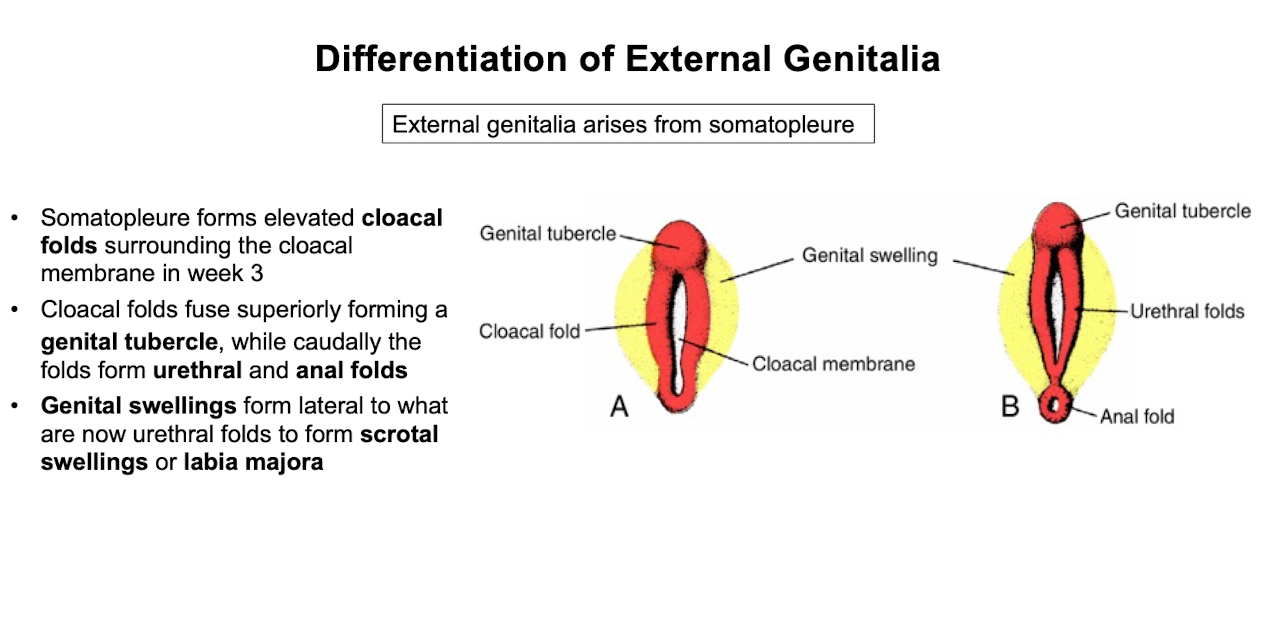 Differentiation of External Genitalia
External genitalia arises from somatopleure
• Somatopleure forms elevated cloacal
folds surrounding the cloacal
membrane in week 3
• Cloacal folds fuse superiorly forming a
genital tubercle, while caudally the
folds form urethral and anal folds
• Genital swellings form lateral to what
are now urethral folds to form scrotal
swellings or labia majora
Genital tubercle
Cloacal fold
Genital swelling
Cloacal membrane
A
Genital tubercle
Urethral folds
Anal fold
B